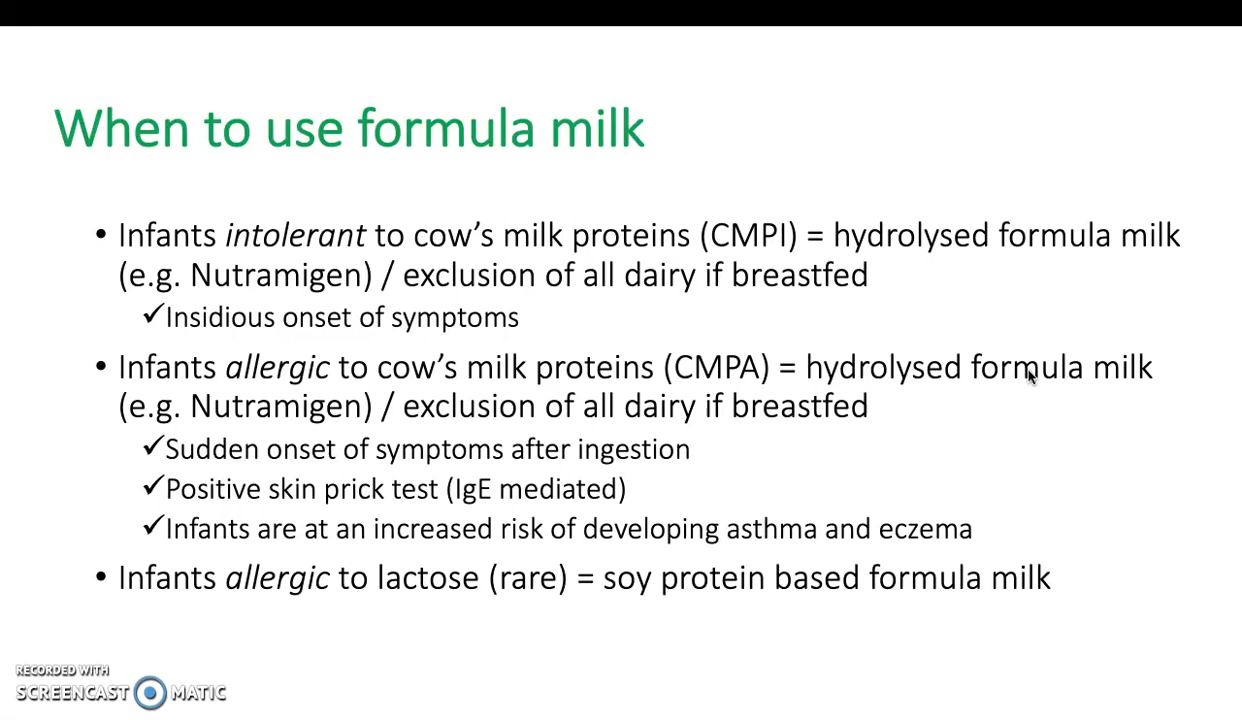 When to use formula milk
• Infants intolerant to cow’s milk proteins (CMPI) = hydrolysed formula milk
(e.g. Nutramigen) / exclusion of all dairy if breastfed
✓Insidious onset of symptoms
• Infants allergic to cow’s milk proteins (CMPA) = hydrolysed formula milk
(e.g. Nutramigen) / exclusion of all dairy if breastfed
✓Sudden onset of symptoms after ingestion
✓Positive skin prick test (IgE mediated)
✓Infants are at an increased risk of developing asthma and eczema
• Infants allergic to lactose (rare) = soy protein based formula milk
RECORDED WITH
SCREENCAST MATIC